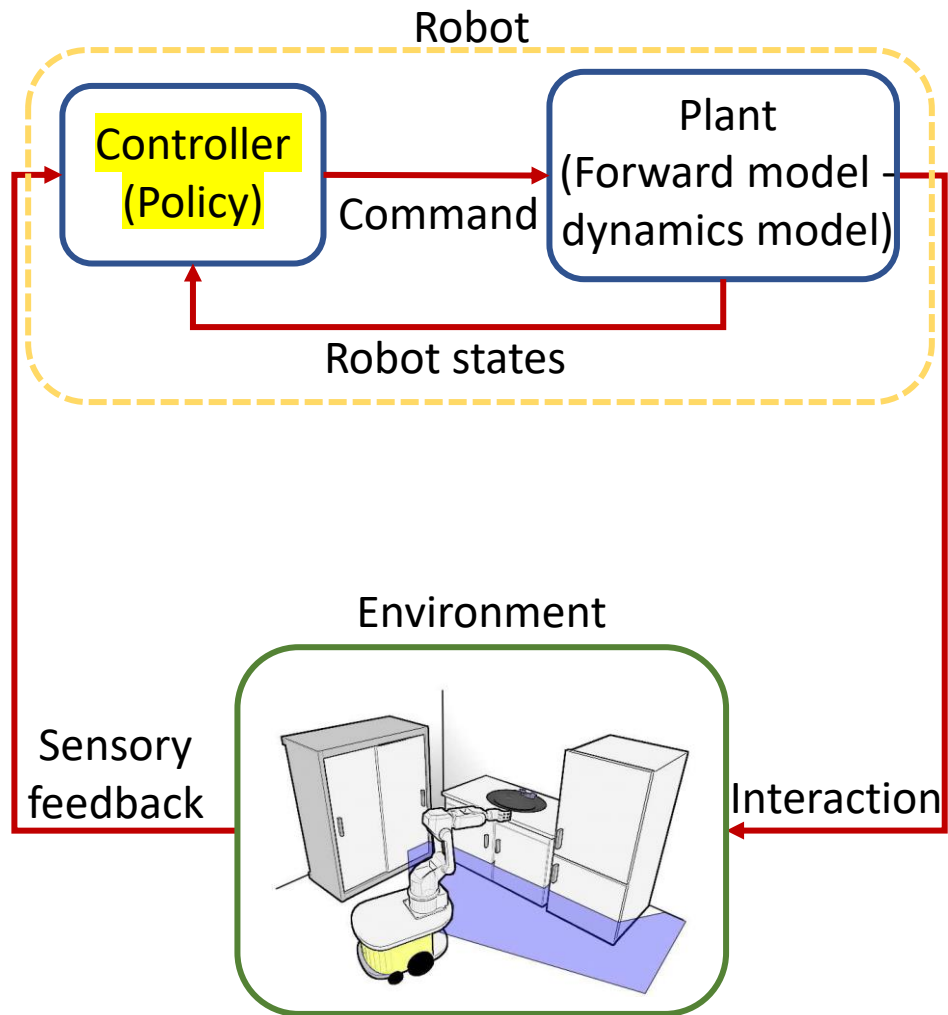 Robot
Controller
(Policy)
Command
Plant
(Forward model -
dynamics model)
Robot states
Environment
Sensory
feedback
Interaction